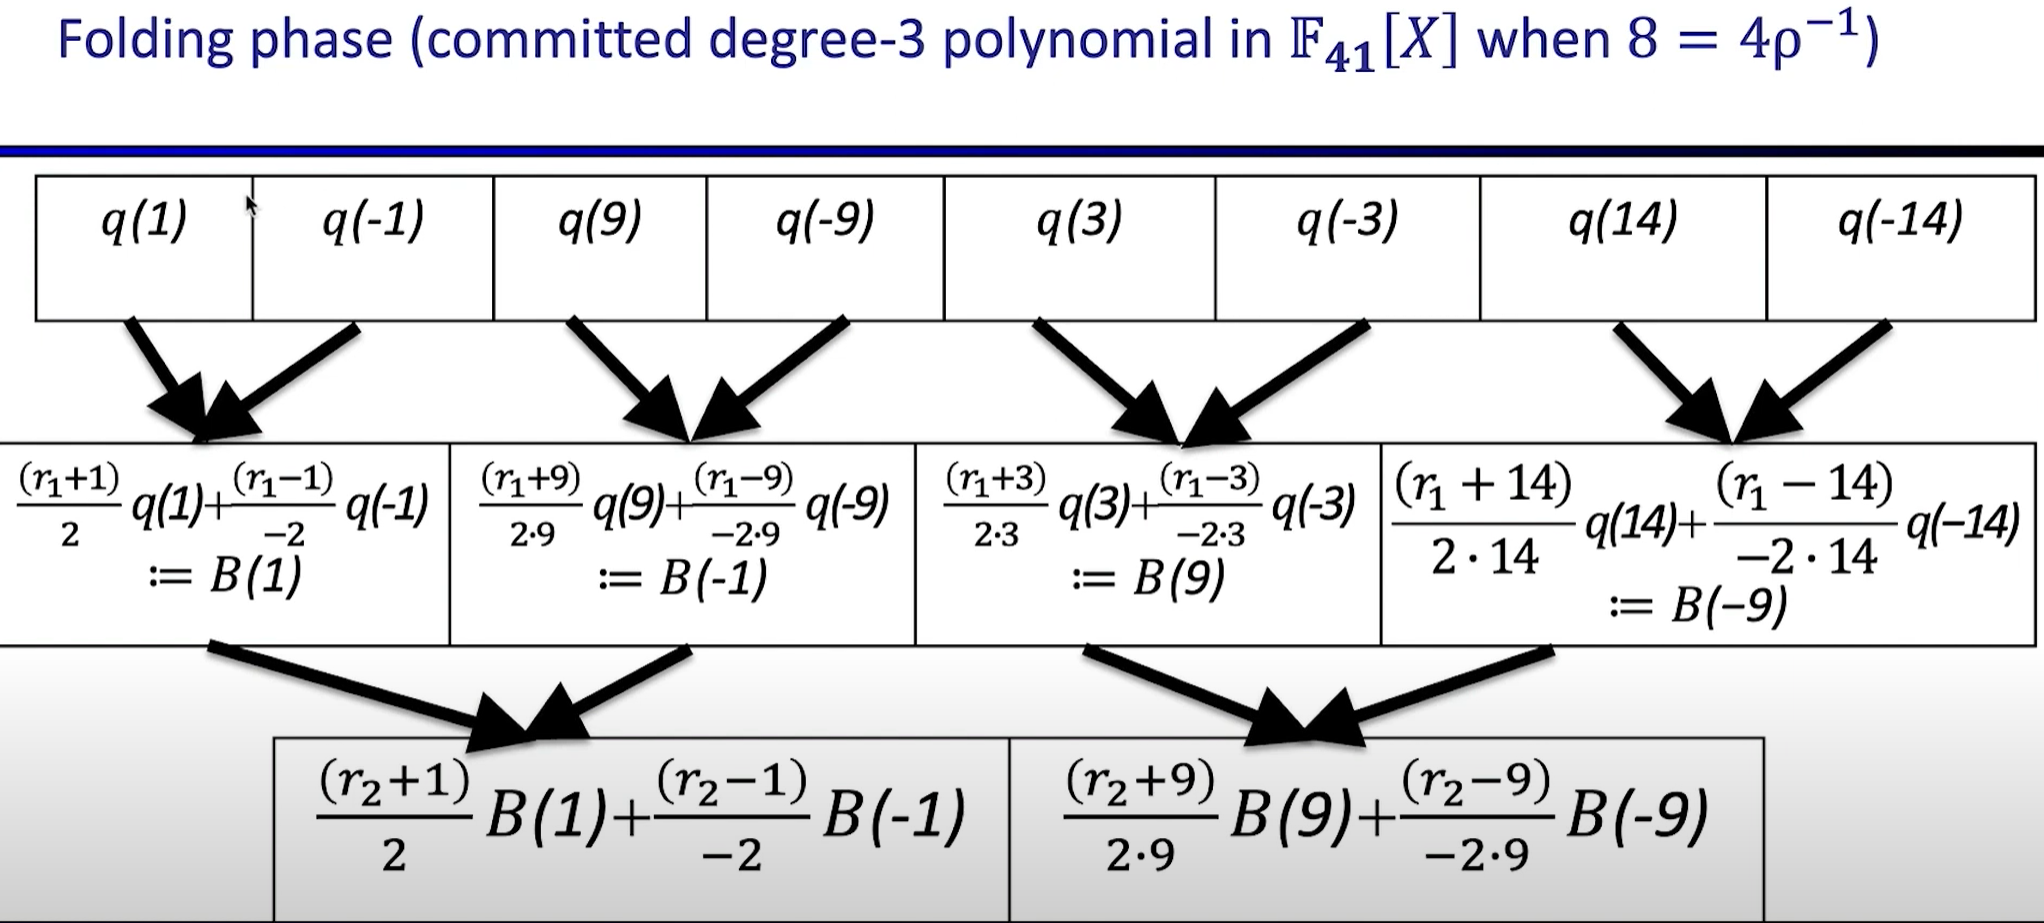 Folding phase (committed degree-3 polynomial in 𝔽₄₁[X] when 8 = 4ρ⁻¹)
q(1) q(-1) q(9) q(-9) q(3) q(-3) q(14) q(-14)
(r₁+1)/2 q(1)+(r₁−1)/−2 q(-1) (r₁+9)/2·9 q(9)+(r₁−9)/−2·9 q(-9) (r₁+3)/2·3 q(3)+(r₁−3)/−2·3 q(-3) (r₁ + 14)/2 · 14 q(14)+(r₁ − 14)/−2 · 14 q(−14)
:= B(1) := B(-1) := B(9) := B(−9)
(r₂+1)/2 B(1)+(r₂−1)/−2 B(-1) (r₂+9)/2·9 B(9)+(r₂−9)/−2·9 B(-9)